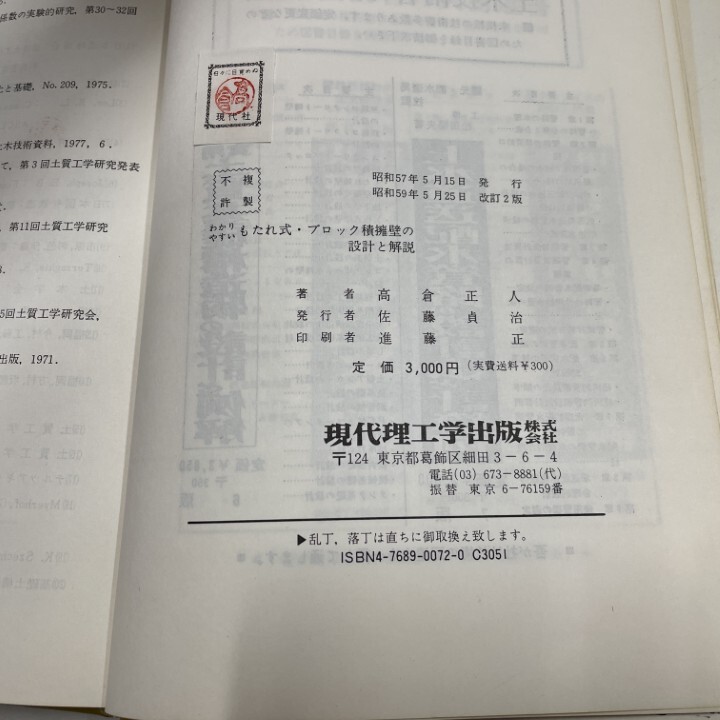 係数の実験的研究，第30～32回
と基礎，No. 209，1975．
土木技術資料，1977，6．
て，第3回土質工学研究発表
，第11回土質工学研究
5回土質工学研究会，
出版，1971．
現代社
不複
許製
昭和57年5月15日 発行
昭和59年5月25日 改訂2版
わかりやすい もたれ式・ブロック積擁壁の
設計と解説
著者 高倉正人
発行者 佐藤貞治
印刷者 進藤正
定価 3,000円（実費送料￥300）
現代理工学出版株式会社
〒124 東京都葛飾区細田3－6－4
電話(03) 673－8881(代)
振替 東京 6－76159番
▶乱丁，落丁は直ちに御取換え致します。
ISBN4-7689-0072-0 C3051